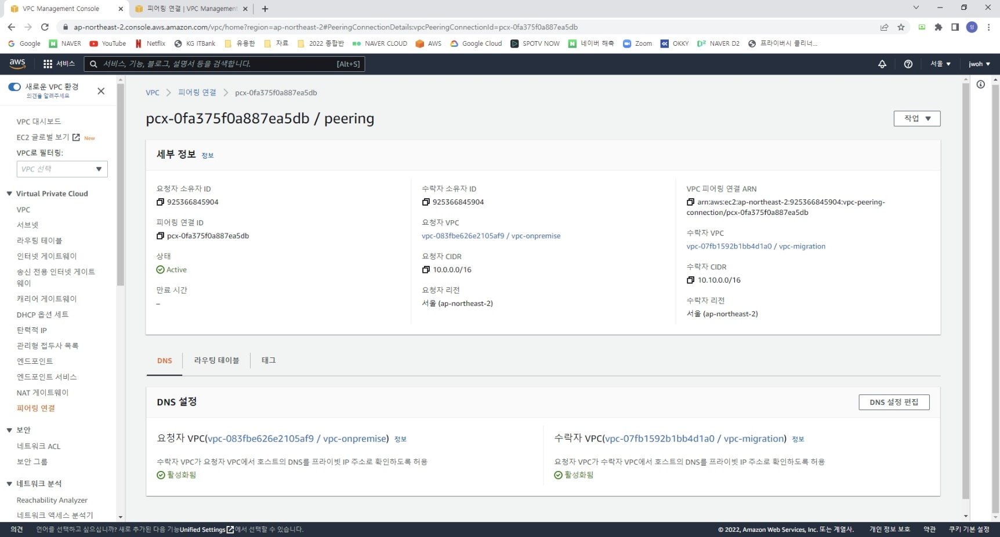 VPC Management Console
피어링 연결 | VPC Management
ap-northeast-2.console.aws.amazon.com/vpc/home?region=ap-northeast-2#PeeringConnectionDetails:vpcPeeringConnectionId=pcx-0fa375f0a887ea5db
Google NAVER YouTube Netflix KG ITBank 유용한 자료 2022 종합반 NAVER CLOUD AWS Google Cloud SPOTV NOW 네이버 해축 Zoom OKKY NAVER D2 프라이버시 클리너...
aws 서비스 서비스, 기능, 블로그, 설명서 등을 검색합니다. [Alt+S] 서울 ▼ jwoh ▼
새로운 VPC 환경
의견을 알려주세요
VPC 대시보드
EC2 글로벌 보기 New
VPC로 필터링:
VPC 선택
Virtual Private Cloud
VPC
서브넷
라우팅 테이블
인터넷 게이트웨이
송신 전용 인터넷 게이트
웨이
캐리어 게이트웨이
DHCP 옵션 세트
탄력적 IP
관리형 접두사 목록
엔드포인트
엔드포인트 서비스
NAT 게이트웨이
피어링 연결
보안
네트워크 ACL
보안 그룹
네트워크 분석
Reachability Analyzer
네트워크 액세스 분석기
VPC > 피어링 연결 > pcx-0fa375f0a887ea5db
pcx-0fa375f0a887ea5db / peering
작업 ▼
세부 정보 정보
요청자 소유자 ID
925366845904
피어링 연결 ID
pcx-0fa375f0a887ea5db
상태
Active
만료 시간
–
수락자 소유자 ID
925366845904
요청자 VPC
vpc-083fbe626e2105af9 / vpc-onpremise
요청자 CIDR
10.0.0.0/16
요청자 리전
서울 (ap-northeast-2)
VPC 피어링 연결 ARN
arn:aws:ec2:ap-northeast-2:925366845904:vpc-peering-
connection/pcx-0fa375f0a887ea5db
수락자 VPC
vpc-07fb1592b1bb4d1a0 / vpc-migration
수락자 CIDR
10.10.0.0/16
수락자 리전
서울 (ap-northeast-2)
DNS 라우팅 테이블 태그
DNS 설정
DNS 설정 편집
요청자 VPC(vpc-083fbe626e2105af9 / vpc-onpremise) 정보
수락자 VPC가 요청자 VPC에서 호스트의 DNS를 프라이빗 IP 주소로 확인하도록 허용
활성화됨
수락자 VPC(vpc-07fb1592b1bb4d1a0 / vpc-migration) 정보
요청자 VPC가 수락자 VPC에서 호스트의 DNS를 프라이빗 IP 주소로 확인하도록 허용
활성화됨
의견 언어를 선택하고 싶으십니까? 새로 추가된 다음 기능Unified Settings에서 선택할 수 있습니다.
© 2022, Amazon Web Services, Inc. 또는 계열사. 개인 정보 보호 약관 쿠키 기본 설정